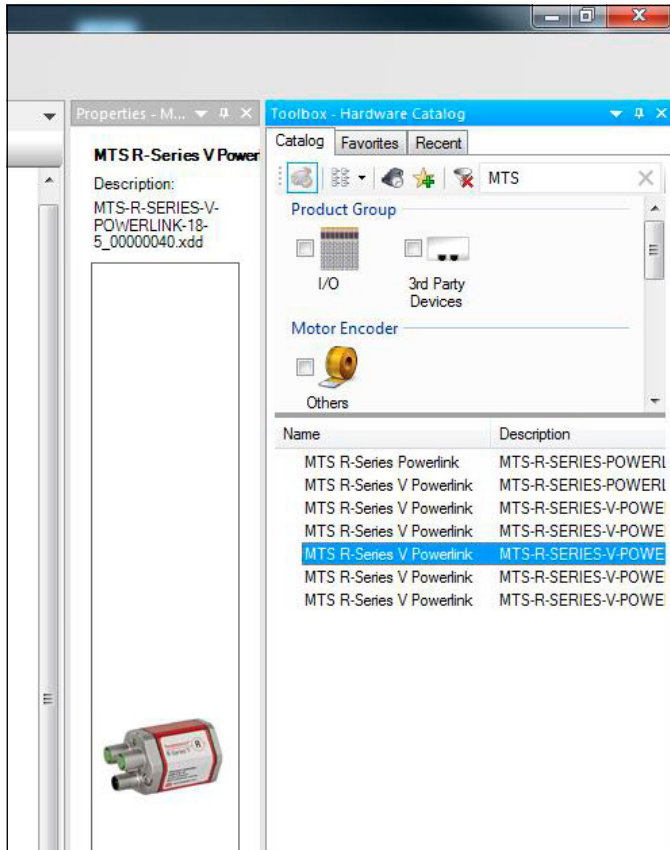 Properties - M...
MTS R-Series V Power
Description:
MTS-R-SERIES-V-
POWERLINK-18-
5_00000040.xdd
R
Toolbox - Hardware Catalog
Catalog Favorites Recent
MTS
Product Group
I/O
3rd Party
Devices
Motor Encoder
Others
Name Description
MTS R-Series Powerlink MTS-R-SERIES-POWERL
MTS R-Series V Powerlink MTS-R-SERIES-POWERL
MTS R-Series V Powerlink MTS-R-SERIES-V-POWE
MTS R-Series V Powerlink MTS-R-SERIES-V-POWE
MTS R-Series V Powerlink MTS-R-SERIES-V-POWE
MTS R-Series V Powerlink MTS-R-SERIES-V-POWE
MTS R-Series V Powerlink MTS-R-SERIES-V-POWE